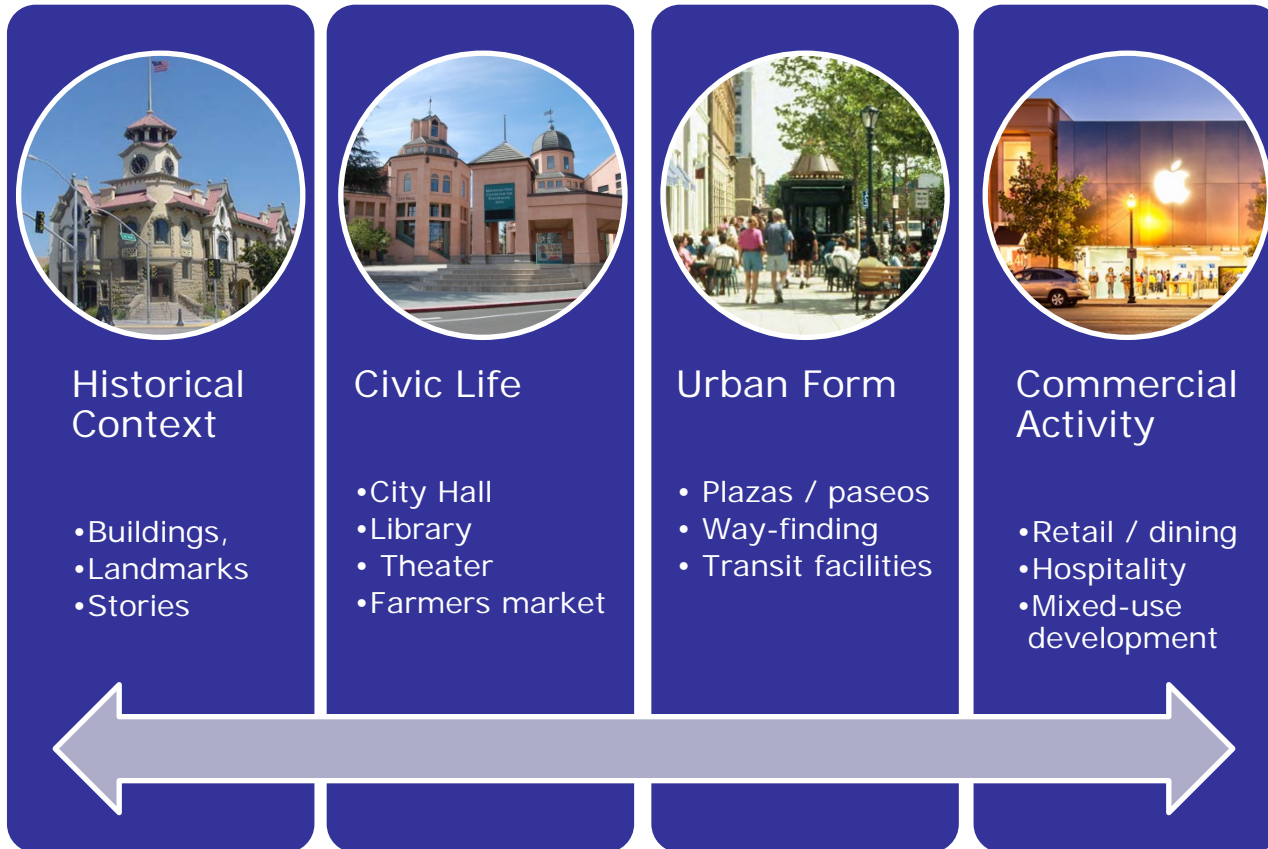 Historical
Context
•Buildings,
•Landmarks
•Stories
Civic Life
•City Hall
•Library
• Theater
•Farmers market
Urban Form
• Plazas / paseos
• Way-finding
• Transit facilities
Commercial
Activity
•Retail / dining
•Hospitality
•Mixed-use
development